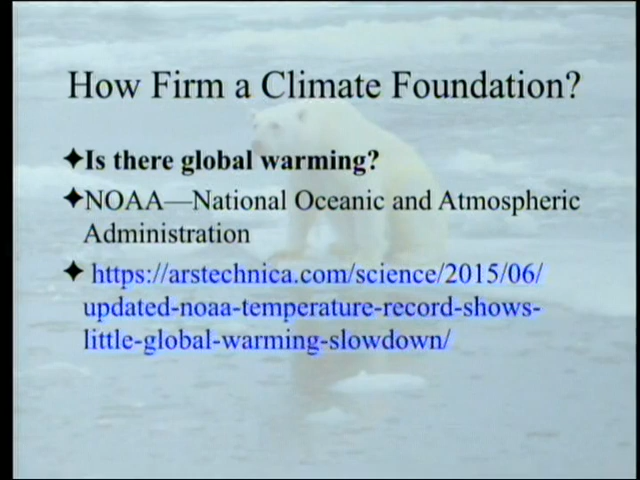 How Firm a Climate Foundation?
✦Is there global warming?
✦NOAA—National Oceanic and Atmospheric
Administration
✦ https://arstechnica.com/science/2015/06/
updated-noaa-temperature-record-shows-
little-global-warming-slowdown/